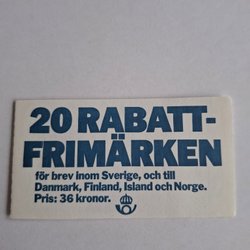 20 RABATT-
FRIMÄRKEN
för brev inom Sverige, och till
Danmark, Finland, Island och Norge.
Pris: 36 kronor.